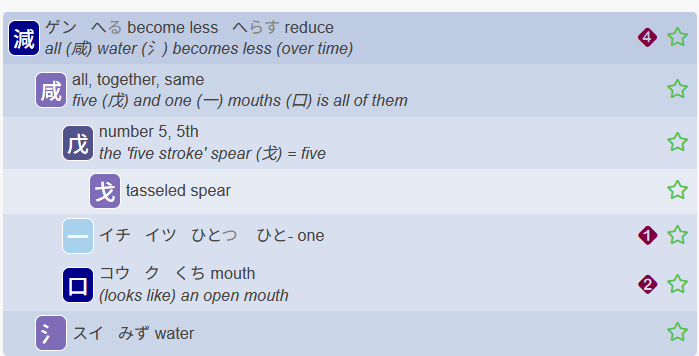 減 ゲン へる become less へらす reduce 4
all (咸) water (氵) becomes less (over time)
咸 all, together, same
five (戊) and one (一) mouths (口) is all of them
戊 number 5, 5th
the 'five stroke' spear (戈) = five
戈 tasseled spear
一 イチ イツ ひとつ ひと- one 1
口 コウ ク くち mouth 2
(looks like) an open mouth
氵 スイ みず water